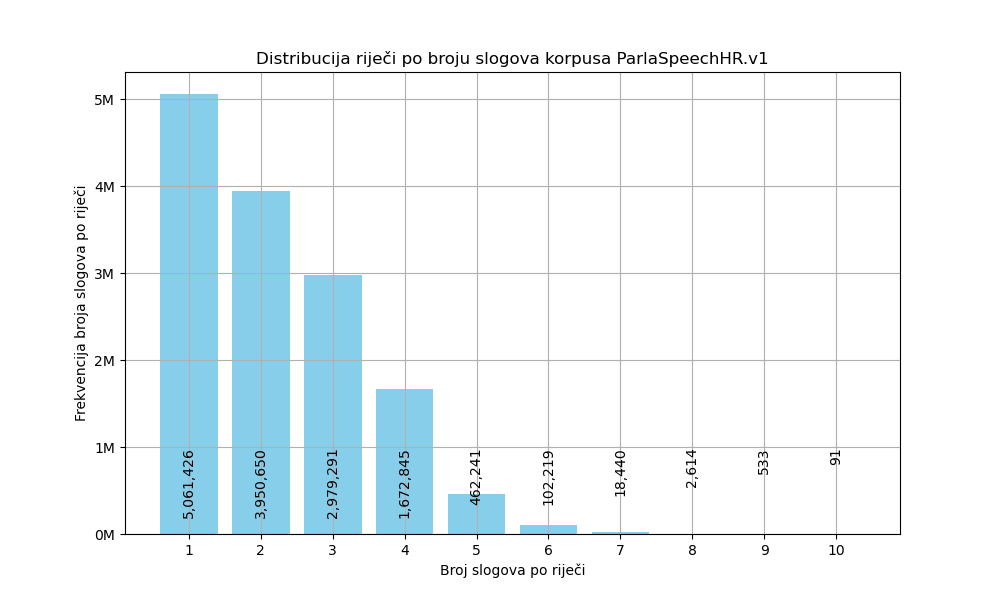 Distribucija riječi po broju slogova korpusa ParlaSpeechHR.v1
Frekvencija broja slogova po riječi
5M
4M
3M
2M
1M
0M
5,061,426
3,950,650
2,979,291
1,672,845
462,241
102,219
18,440
2,614
533
91
1 2 3 4 5 6 7 8 9 10
Broj slogova po riječi